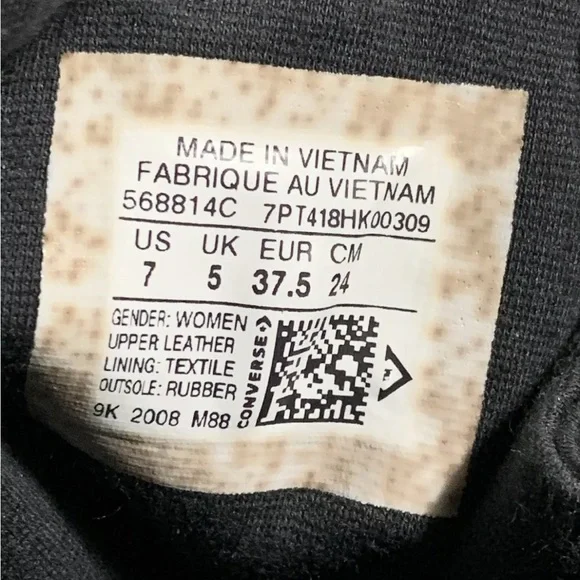 MADE IN VIETNAM
FABRIQUE AU VIETNAM
568814C 7PT418HK00309
US UK EUR CM
7 5 37.5 24
GENDER: WOMEN
UPPER LEATHER
LINING: TEXTILE
OUTSOLE: RUBBER
9K 2008 M88
CONVERSE